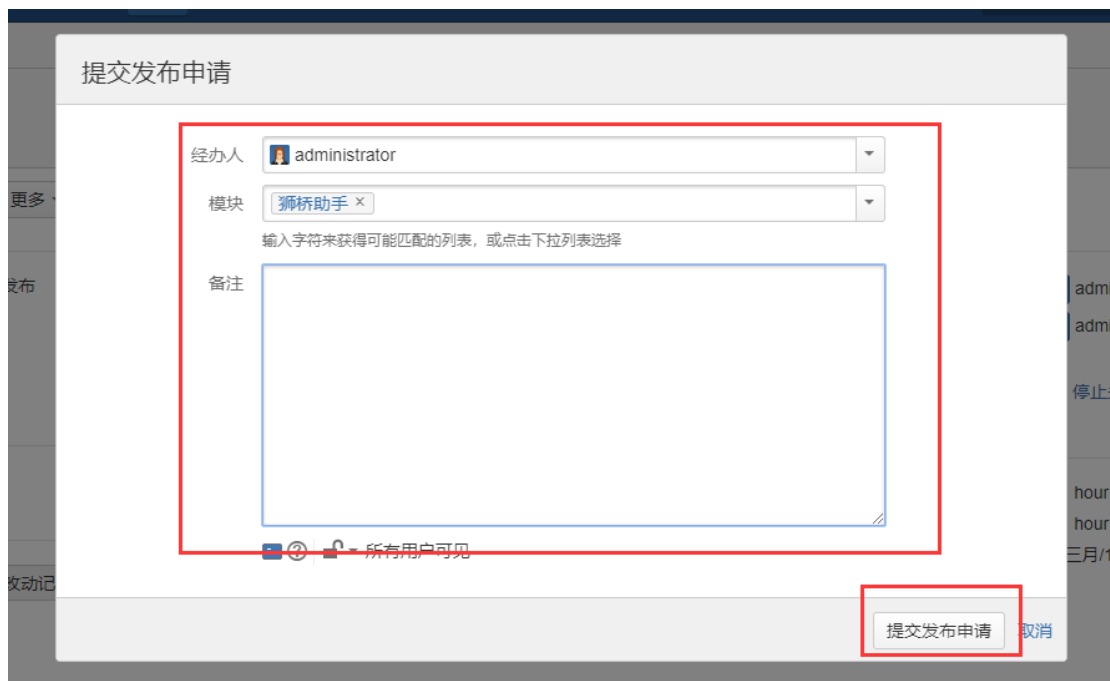 提交发布申请
经办人
administrator
更多
模块
狮桥助手 ×
输入字符来获得可能匹配的列表，或点击下拉列表选择
备注
发布
admi
admi
停止
hour
hour
三月/1
所有用户可见
改动记
提交发布申请
取消